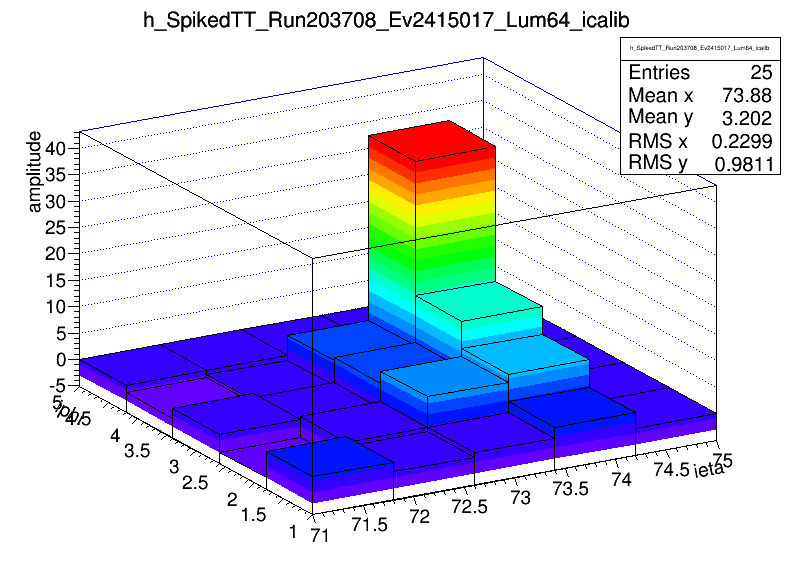 h_SpikedTT_Run203708_Ev2415017_Lum64_icalib
h_SpikedTT_Run203708_Ev2415017_Lum64_icalib
Entries 25
Mean x 73.88
Mean y 3.202
RMS x 0.2299
RMS y 0.9811
amplitude
40
35
30
25
20
15
10
5
0
-5
5
4.5
4
3.5
3
2.5
2
1.5
1
iphi
71
71.5
72
72.5
73
73.5
74
74.5
75
ieta